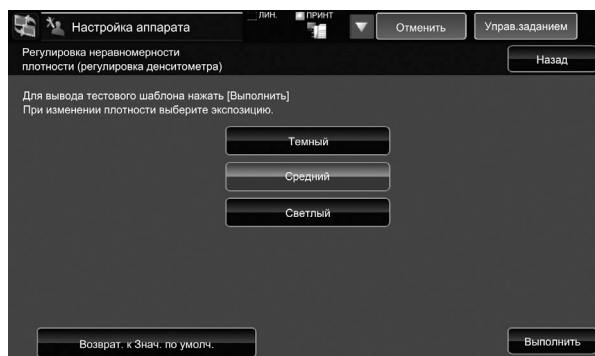 Настройка аппарата
ЛИН.
ПРИНТ
Отменить
Управ.заданием
Регулировка неравномерности
плотности (регулировка денситометра)
Назад
Для вывода тестового шаблона нажать [Выполнить]
При изменении плотности выберите экспозицию.
Темный
Средний
Светлый
Возврат. к Знач. по умолч.
Выполнить